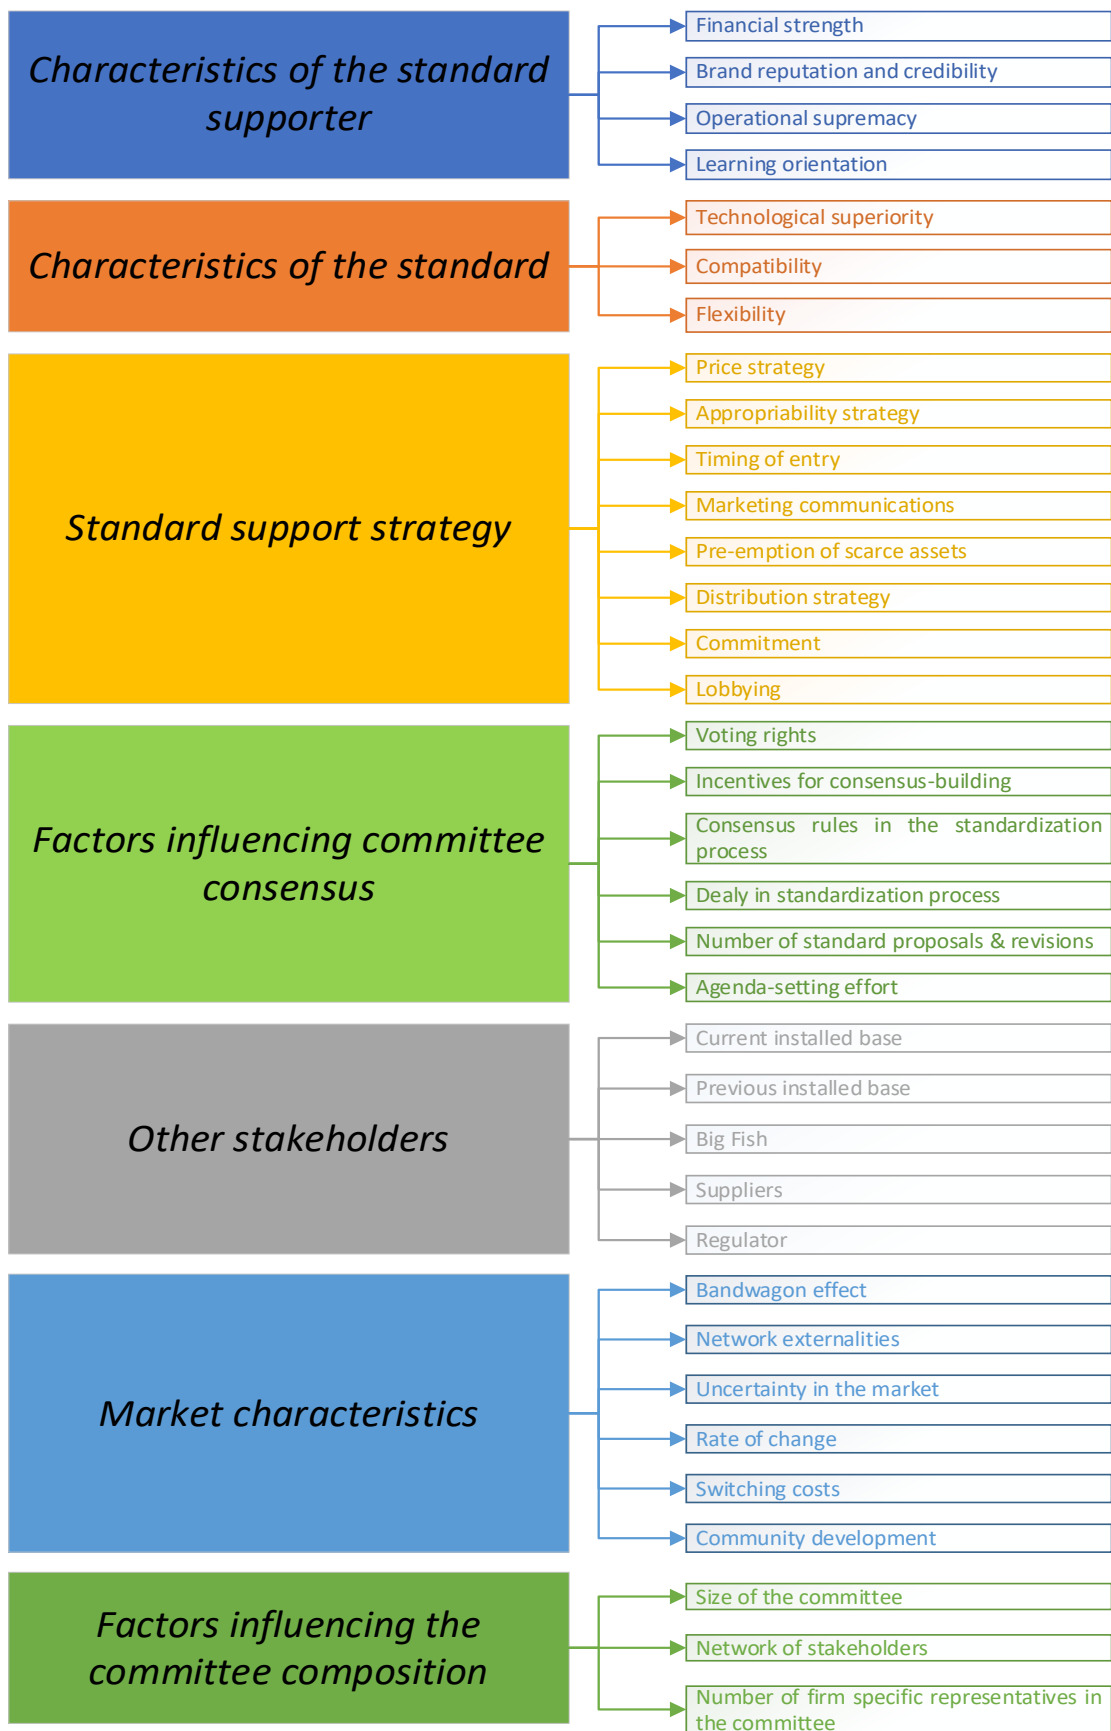 Characteristics of the standard
supporter
Financial strength
Brand reputation and credibility
Operational supremacy
Learning orientation
Characteristics of the standard
Technological superiority
Compatibility
Flexibility
Standard support strategy
Price strategy
Appropriability strategy
Timing of entry
Marketing communications
Pre-emption of scarce assets
Distribution strategy
Commitment
Lobbying
Factors influencing committee
consensus
Voting rights
Incentives for consensus-building
Consensus rules in the standardization
process
Dealy in standardization process
Number of standard proposals & revisions
Agenda-setting effort
Other stakeholders
Current installed base
Previous installed base
Big Fish
Suppliers
Regulator
Market characteristics
Bandwagon effect
Network externalities
Uncertainty in the market
Rate of change
Switching costs
Community development
Factors influencing the
committee composition
Size of the committee
Network of stakeholders
Number of firm specific representatives in
the committee